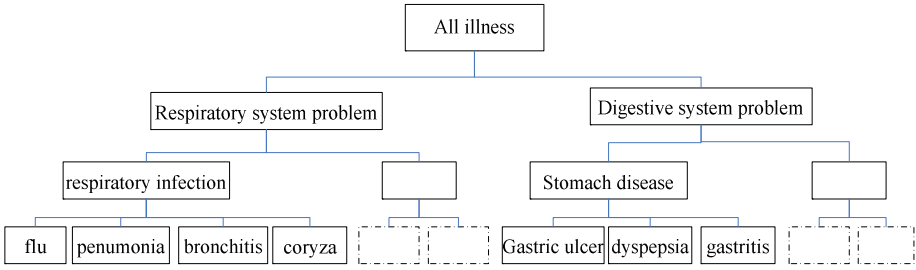 All illness
Respiratory system problem
Digestive system problem
respiratory infection
Stomach disease
flu
penumonia
bronchitis
coryza
Gastric ulcer
dyspepsia
gastritis